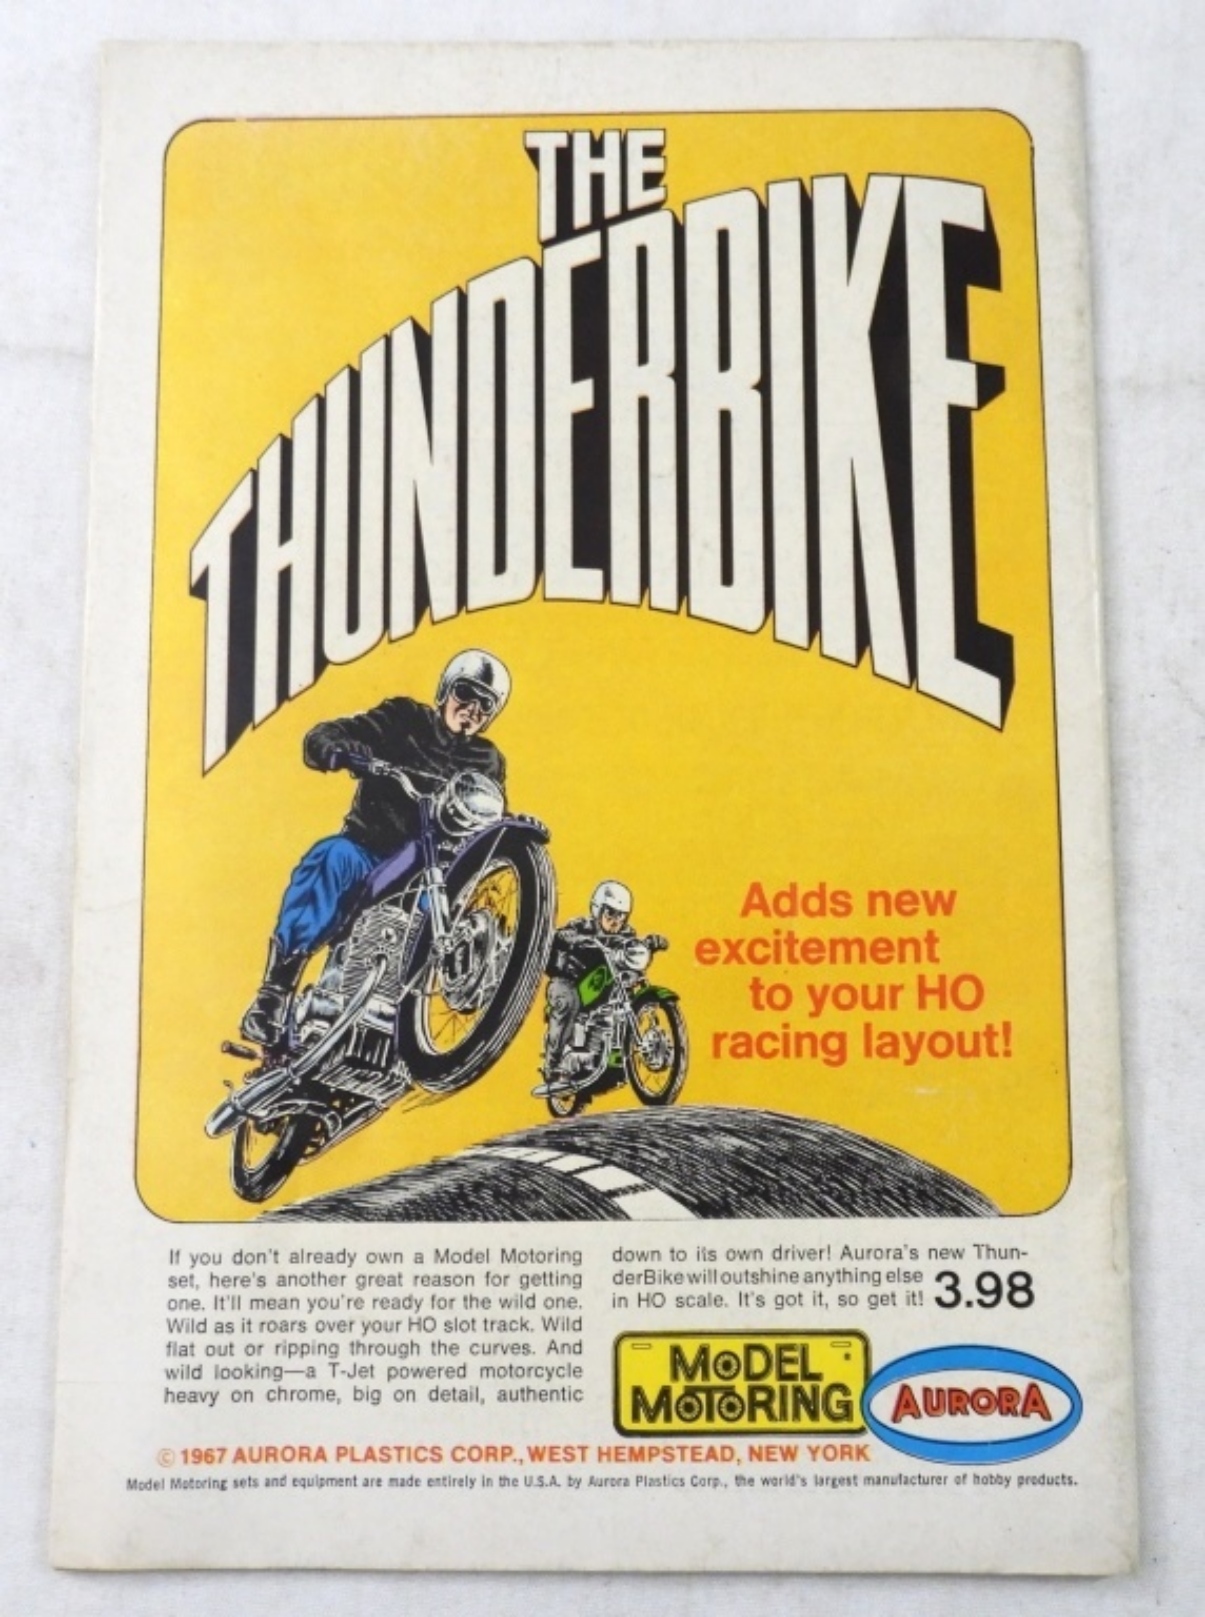 THE
THUNDERBIKE
Adds new
excitement
to your HO
racing layout!
If you don't already own a Model Motoring
set, here's another great reason for getting
one. It'll mean you're ready for the wild one.
Wild as it roars over your HO slot track. Wild
flat out or ripping through the curves. And
wild looking—a T-Jet powered motorcycle
heavy on chrome, big on detail, authentic
down to its own driver! Aurora's new Thun-
derBike will outshine anything else
in HO scale. It's got it, so get it! 3.98
MODEL
MOTORING
AURORA
© 1967 AURORA PLASTICS CORP., WEST HEMPSTEAD, NEW YORK
Model Motoring sets and equipment are made entirely in the U.S.A. by Aurora Plastics Corp., the world's largest manufacturer of hobby products.